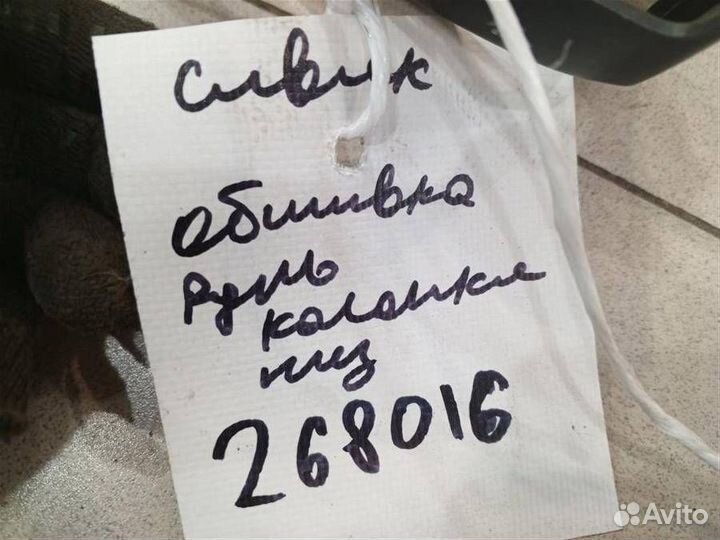 Сивик
Обшивка
Руль
колонки
низ
268016
Avito